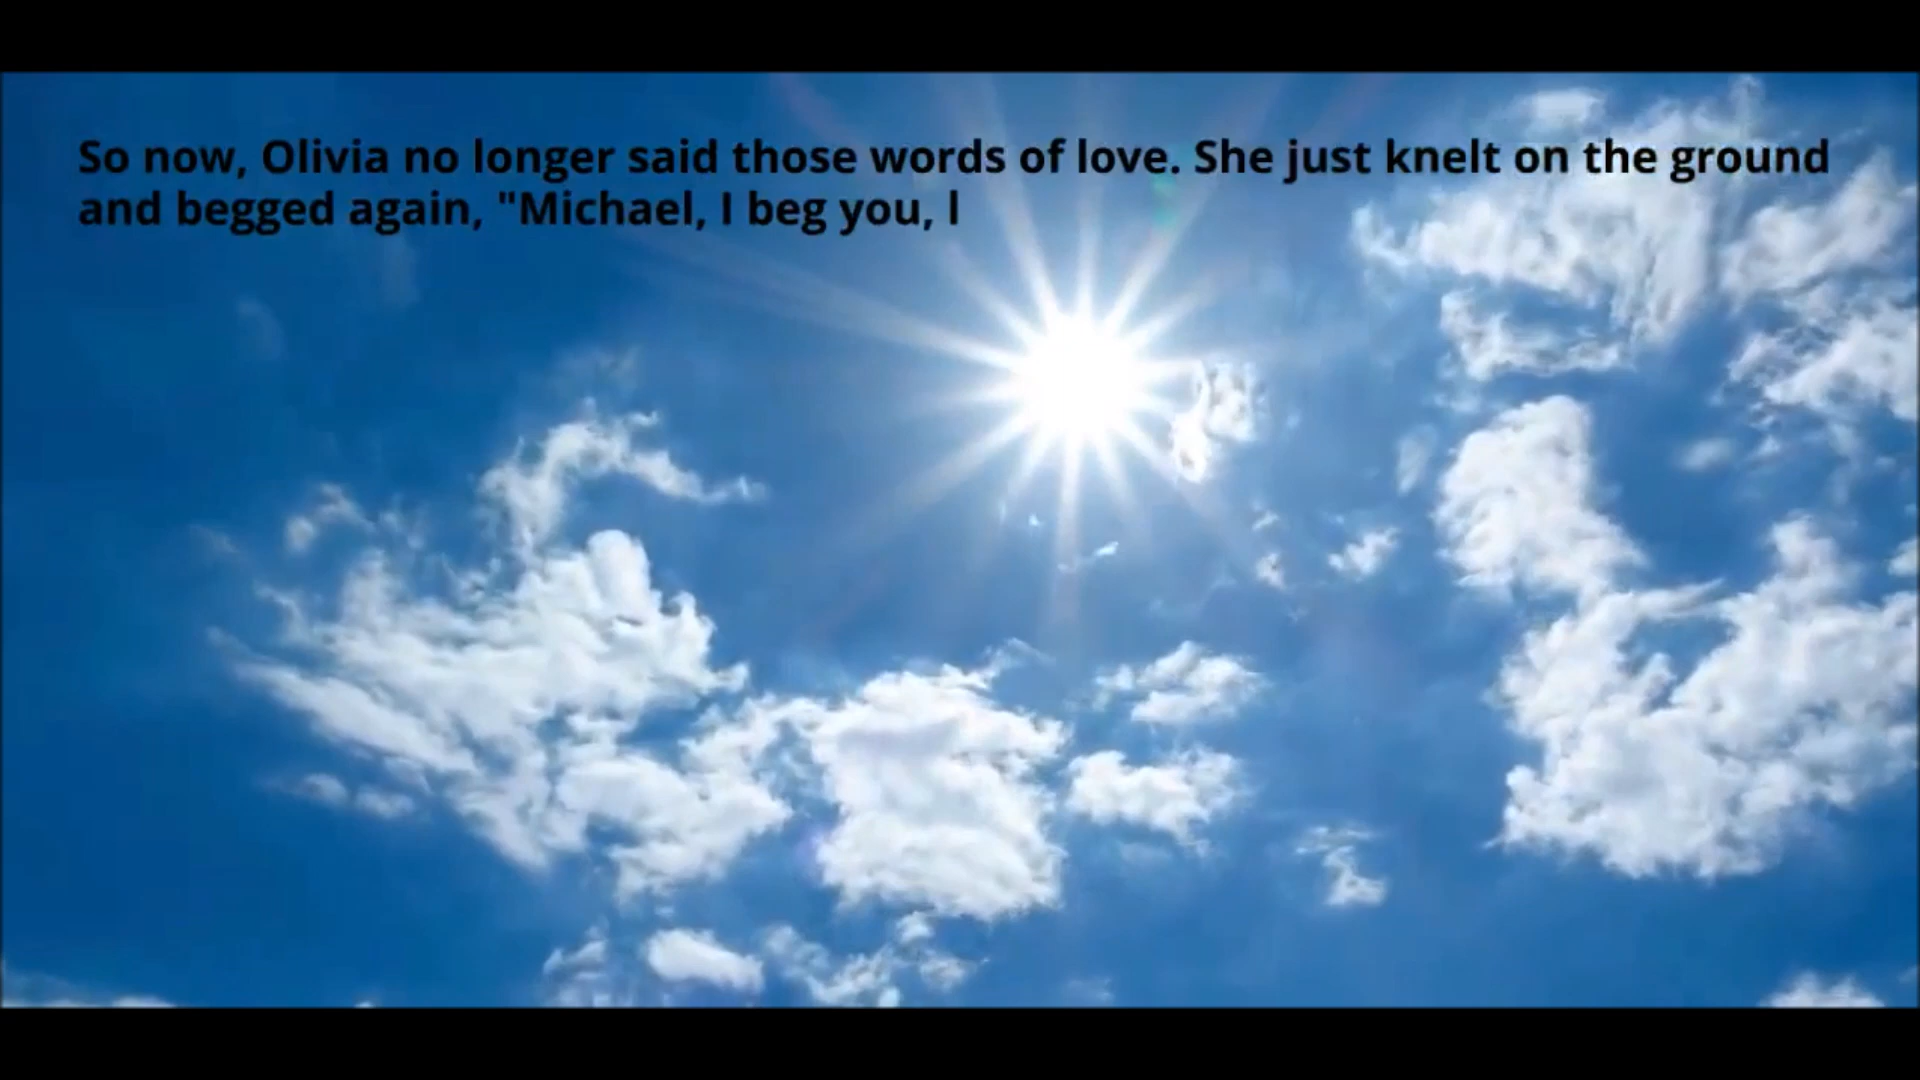 So now, Olivia no longer said those words of love. She just knelt on the ground
and begged again, "Michael, I beg you, l